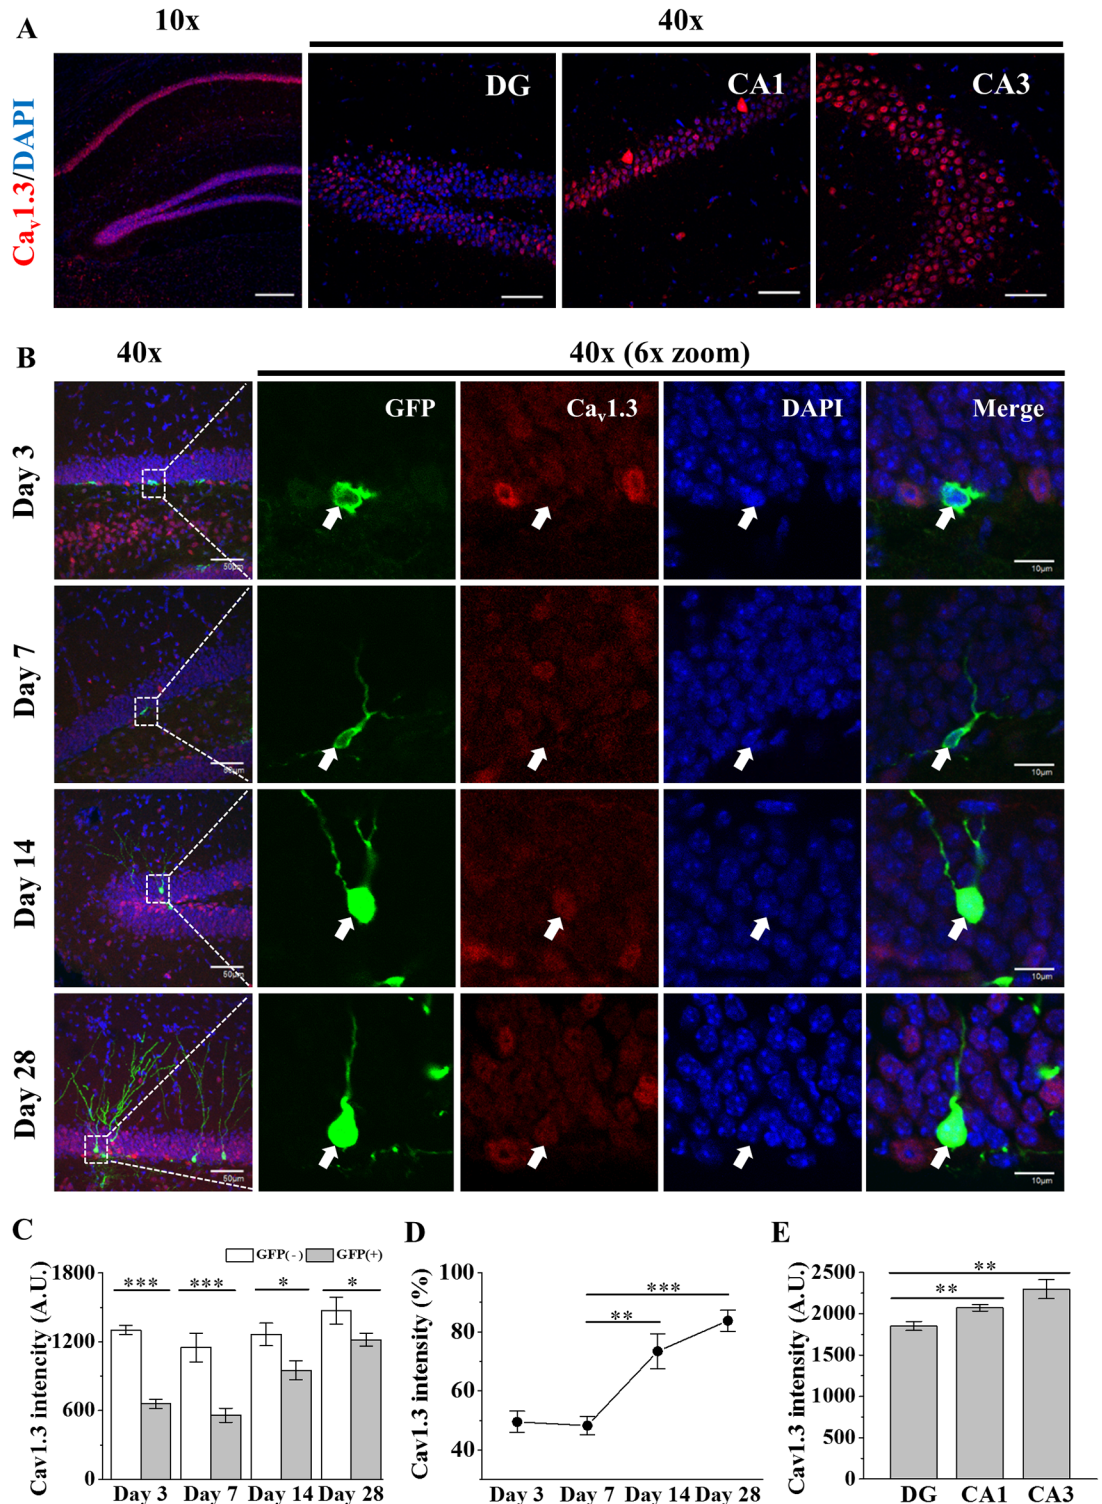 A
10x
40x
Cav1.3/DAPI
DG
CA1
CA3
B
40x
40x (6x zoom)
GFP
Cav1.3
DAPI
Merge
Day 3
50µm
10µm
Day 7
50µm
10µm
Day 14
50µm
10µm
Day 28
50µm
10µm
C
GFP(-)
GFP(+)
Cav1.3 intencity (A.U.)
1800
1200
600
0
***
***
*
*
Day 3
Day 7
Day 14
Day 28
D
Cav1.3 intensity (%)
100
80
60
40
***
**
Day 3
Day 7
Day 14
Day 28
E
Cav1.3 intensity (A.U.)
2500
2000
1500
1000
500
0
**
**
DG
CA1
CA3